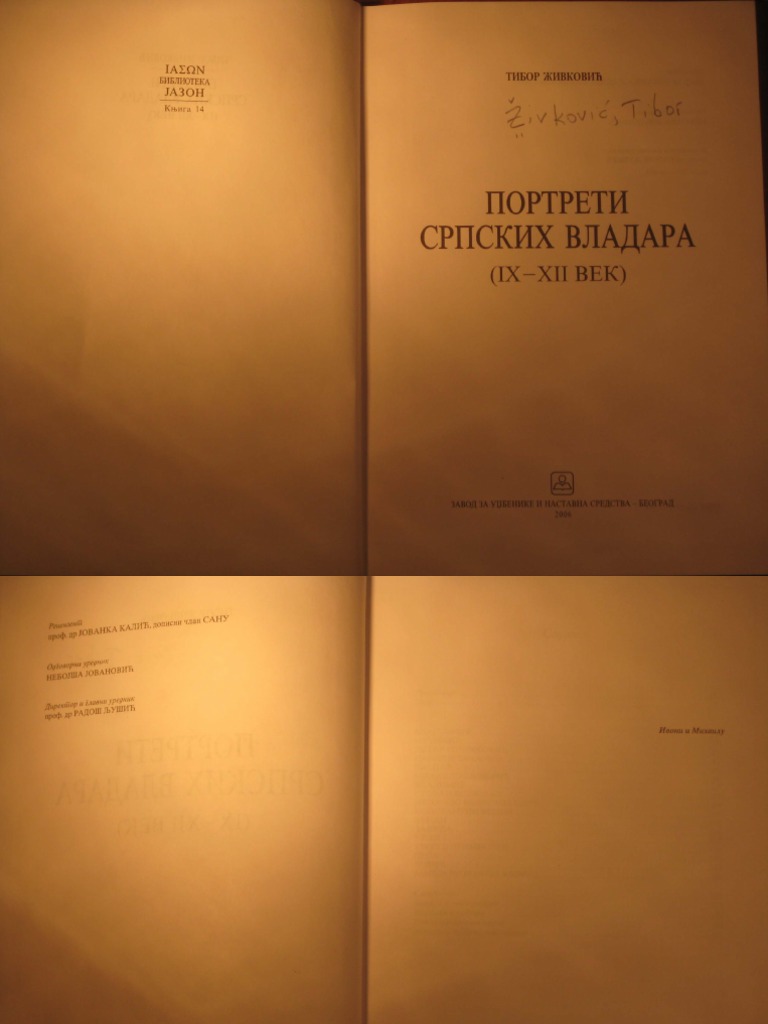 ΙΑΣΩΝ
БИБЛИОТЕКА
ЈАЗОН
Књига 14
ТИБОР ЖИВКОВИЋ
Živković, Tibor
ПОРТРЕТИ
СРПСКИХ ВЛАДАРА
(IX–XII ВЕК)
ЗАВОД ЗА УЏБЕНИКЕ И НАСТАВНА СРЕДСТВА – БЕОГРАД
2006
Рецензент
проф. др ЈОВАНКА КАЛИЋ, дописни члан САНУ
Одговорни уредник
НЕБОЈША ЈОВАНОВИЋ
Директор и главни уредник
проф. др РАДОШ ЉУШИЋ
и Михаилу